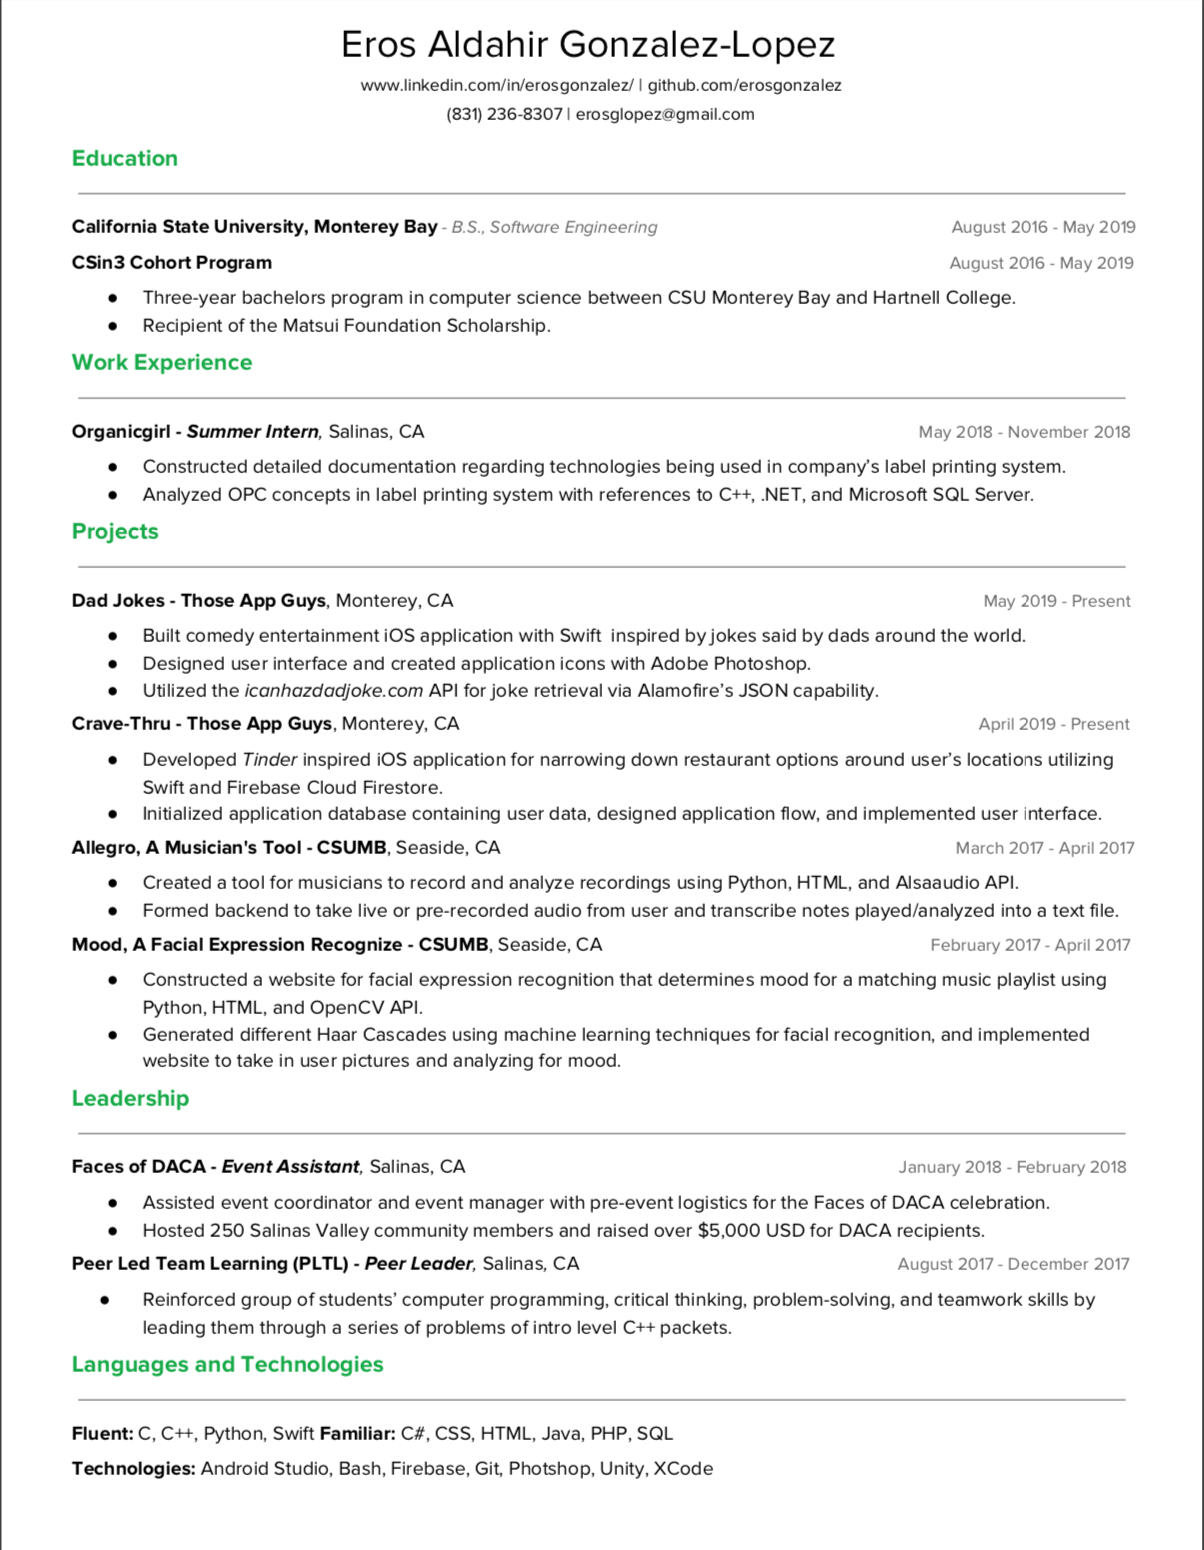 Eros Aldahir Gonzalez-Lopez
www.linkedin.com/in/erosgonzalez/ | github.com/erosgonzalez
(831) 236-8307 | erosglopez@gmail.com
Education
California State University, Monterey Bay - B.S., Software Engineering August 2016 - May 2019
CSin3 Cohort Program August 2016 - May 2019
● Three-year bachelors program in computer science between CSU Monterey Bay and Hartnell College.
● Recipient of the Matsui Foundation Scholarship.
Work Experience
Organicgirl - Summer Intern, Salinas, CA May 2018 - November 2018
● Constructed detailed documentation regarding technologies being used in company's label printing system.
● Analyzed OPC concepts in label printing system with references to C++, .NET, and Microsoft SQL Server.
Projects
Dad Jokes - Those App Guys, Monterey, CA May 2019 - Present
● Built comedy entertainment iOS application with Swift inspired by jokes said by dads around the world.
● Designed user interface and created application icons with Adobe Photoshop.
● Utilized the icanhazdadjoke.com API for joke retrieval via Alamofire's JSON capability.
Crave-Thru - Those App Guys, Monterey, CA April 2019 - Present
● Developed Tinder inspired iOS application for narrowing down restaurant options around user's locations utilizing
Swift and Firebase Cloud Firestore.
● Initialized application database containing user data, designed application flow, and implemented user interface.
Allegro, A Musician's Tool - CSUMB, Seaside, CA March 2017 - April 2017
● Created a tool for musicians to record and analyze recordings using Python, HTML, and Alsaaudio API.
● Formed backend to take live or pre-recorded audio from user and transcribe notes played/analyzed into a text file.
Mood, A Facial Expression Recognize - CSUMB, Seaside, CA February 2017 - April 2017
● Constructed a website for facial expression recognition that determines mood for a matching music playlist using
Python, HTML, and OpenCV API.
● Generated different Haar Cascades using machine learning techniques for facial recognition, and implemented
website to take in user pictures and analyzing for mood.
Leadership
Faces of DACA - Event Assistant, Salinas, CA January 2018 - February 2018
● Assisted event coordinator and event manager with pre-event logistics for the Faces of DACA celebration.
● Hosted 250 Salinas Valley community members and raised over $5,000 USD for DACA recipients.
Peer Led Team Learning (PLTL) - Peer Leader, Salinas, CA August 2017 - December 2017
● Reinforced group of students' computer programming, critical thinking, problem-solving, and teamwork skills by
leading them through a series of problems of intro level C++ packets.
Languages and Technologies
Fluent: C, C++, Python, Swift Familiar: C#, CSS, HTML, Java, PHP, SQL
Technologies: Android Studio, Bash, Firebase, Git, Photshop, Unity, XCode